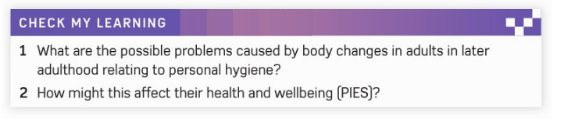 CHECK MY LEARNING
1 What are the possible problems caused by body changes in adults in later
adulthood relating to personal hygiene?
2 How might this affect their health and wellbeing (PIES)?